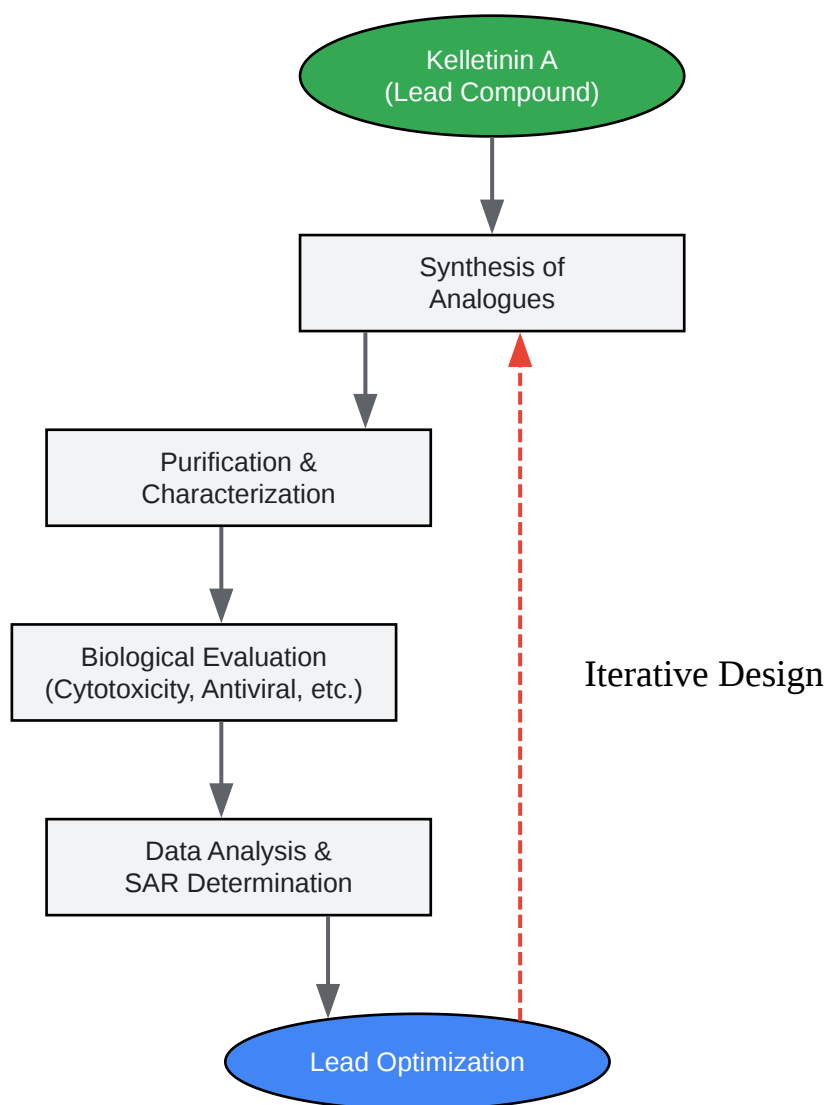 Kelletinin A
(Lead Compound)
Synthesis of
Analogues
Purification &
Characterization
Biological Evaluation
(Cytotoxicity, Antiviral, etc.)
Iterative Design
Data Analysis &
SAR Determination
Lead Optimization